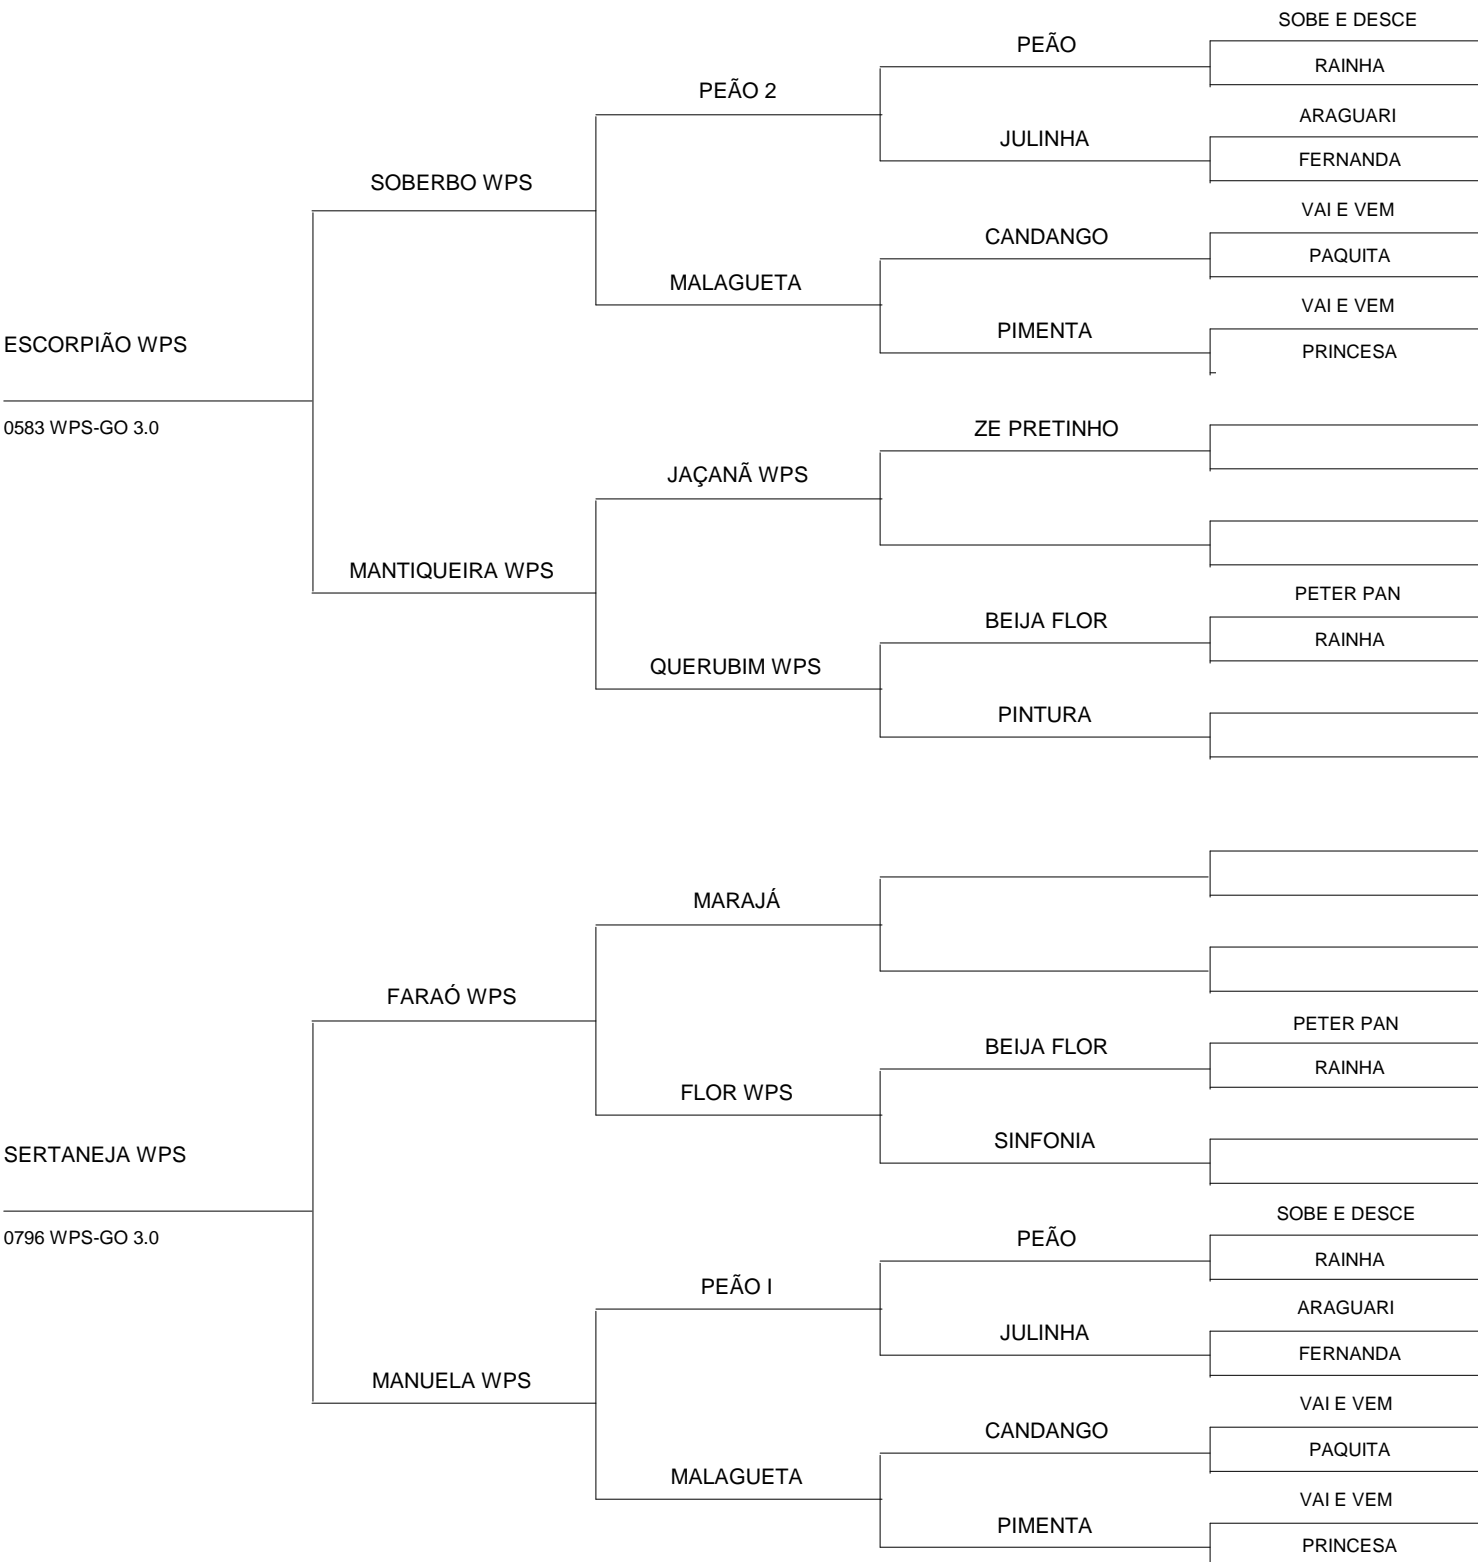 SOBE E DESCE
PEÃO
RAINHA
PEÃO 2
ARAGUARI
JULINHA
FERNANDA
SOBERBO WPS
VAI E VEM
CANDANGO
PAQUITA
MALAGUETA
VAI E VEM
PIMENTA
ESCORPIÃO WPS
PRINCESA
0583 WPS-GO 3.0
ZE PRETINHO
JAÇANÃ WPS
MANTIQUEIRA WPS
PETER PAN
BEIJA FLOR
RAINHA
QUERUBIM WPS
PINTURA
MARAJÁ
FARAÓ WPS
PETER PAN
BEIJA FLOR
RAINHA
FLOR WPS
SINFONIA
SERTANEJA WPS
SOBE E DESCE
0796 WPS-GO 3.0
PEÃO
RAINHA
PEÃO I
ARAGUARI
JULINHA
FERNANDA
MANUELA WPS
VAI E VEM
CANDANGO
PAQUITA
MALAGUETA
VAI E VEM
PIMENTA
PRINCESA